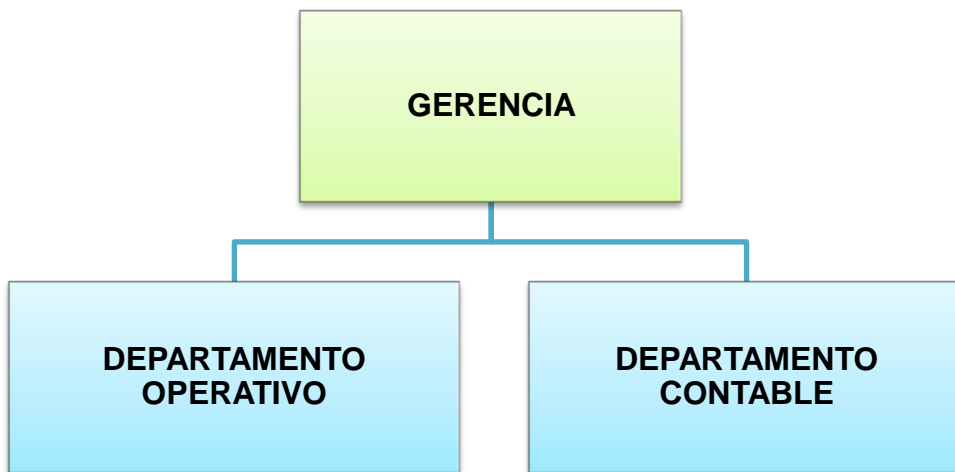 GERENCIA
DEPARTAMENTO
OPERATIVO
DEPARTAMENTO
CONTABLE